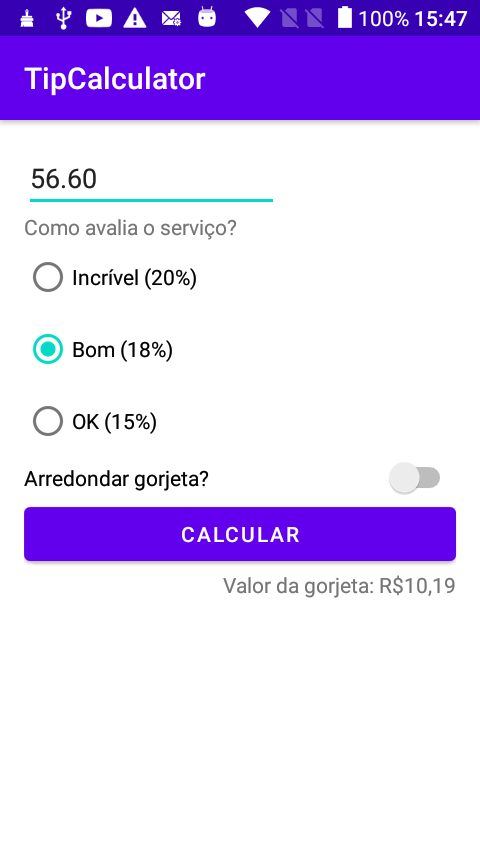 100% 15:47
TipCalculator
56.60
Como avalia o serviço?
Incrível (20%)
Bom (18%)
OK (15%)
Arredondar gorjeta?
CALCULAR
Valor da gorjeta: R$10,19